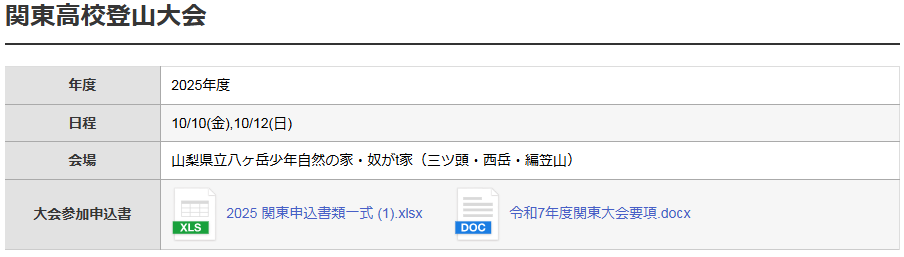 関東高校登山大会
年度 2025年度
日程 10/10(金),10/12(日)
会場 山梨県立八ヶ岳少年自然の家・奴がt家（三ツ頭・西岳・編笠山）
大会参加申込書 XLS 2025 関東申込書類一式 (1).xlsx DOC 令和7年度関東大会要項.docx